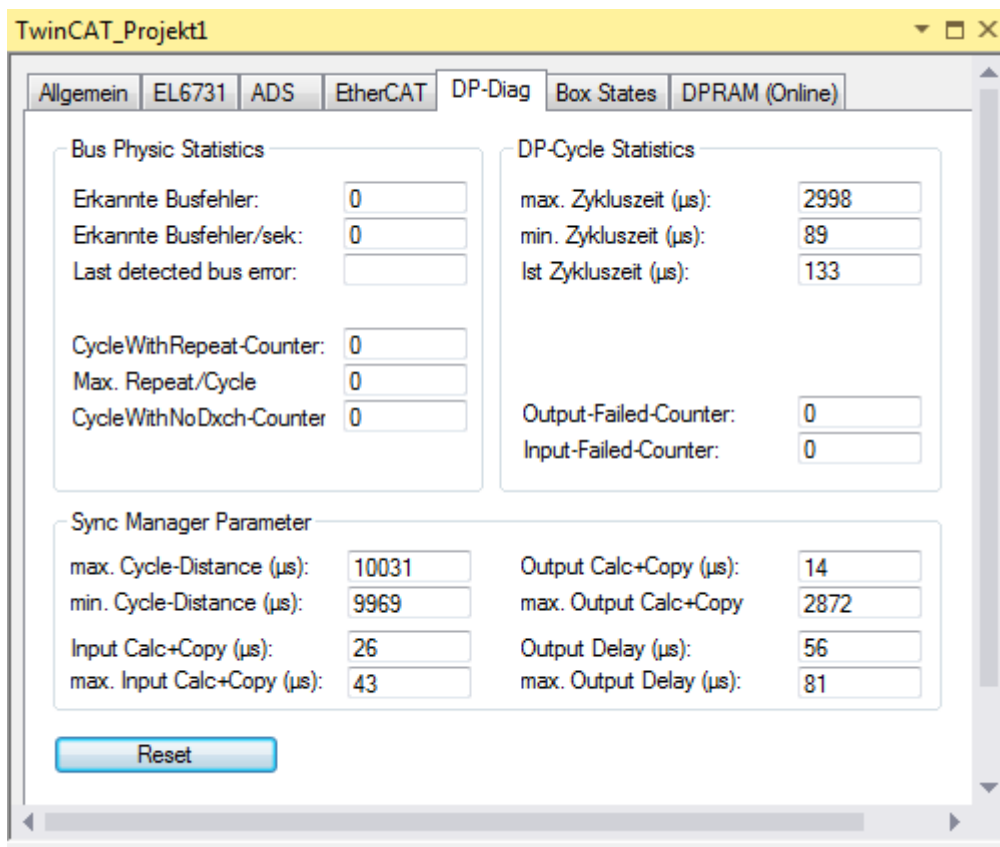 TwinCAT_Projekt1
Allgemein EL6731 ADS EtherCAT DP-Diag Box States DPRAM (Online)
Bus Physic Statistics
Erkannte Busfehler: 0
Erkannte Busfehler/sek: 0
Last detected bus error:
CycleWithRepeat-Counter: 0
Max. Repeat/Cycle 0
CycleWithNoDxch-Counter 0
DP-Cycle Statistics
max. Zykluszeit (µs): 2998
min. Zykluszeit (µs): 89
Ist Zykluszeit (µs): 133
Output-Failed-Counter: 0
Input-Failed-Counter: 0
Sync Manager Parameter
max. Cycle-Distance (µs): 10031
min. Cycle-Distance (µs): 9969
Input Calc+Copy (µs): 26
max. Input Calc+Copy (µs): 43
Output Calc+Copy (µs): 14
max. Output Calc+Copy 2872
Output Delay (µs): 56
max. Output Delay (µs): 81
Reset